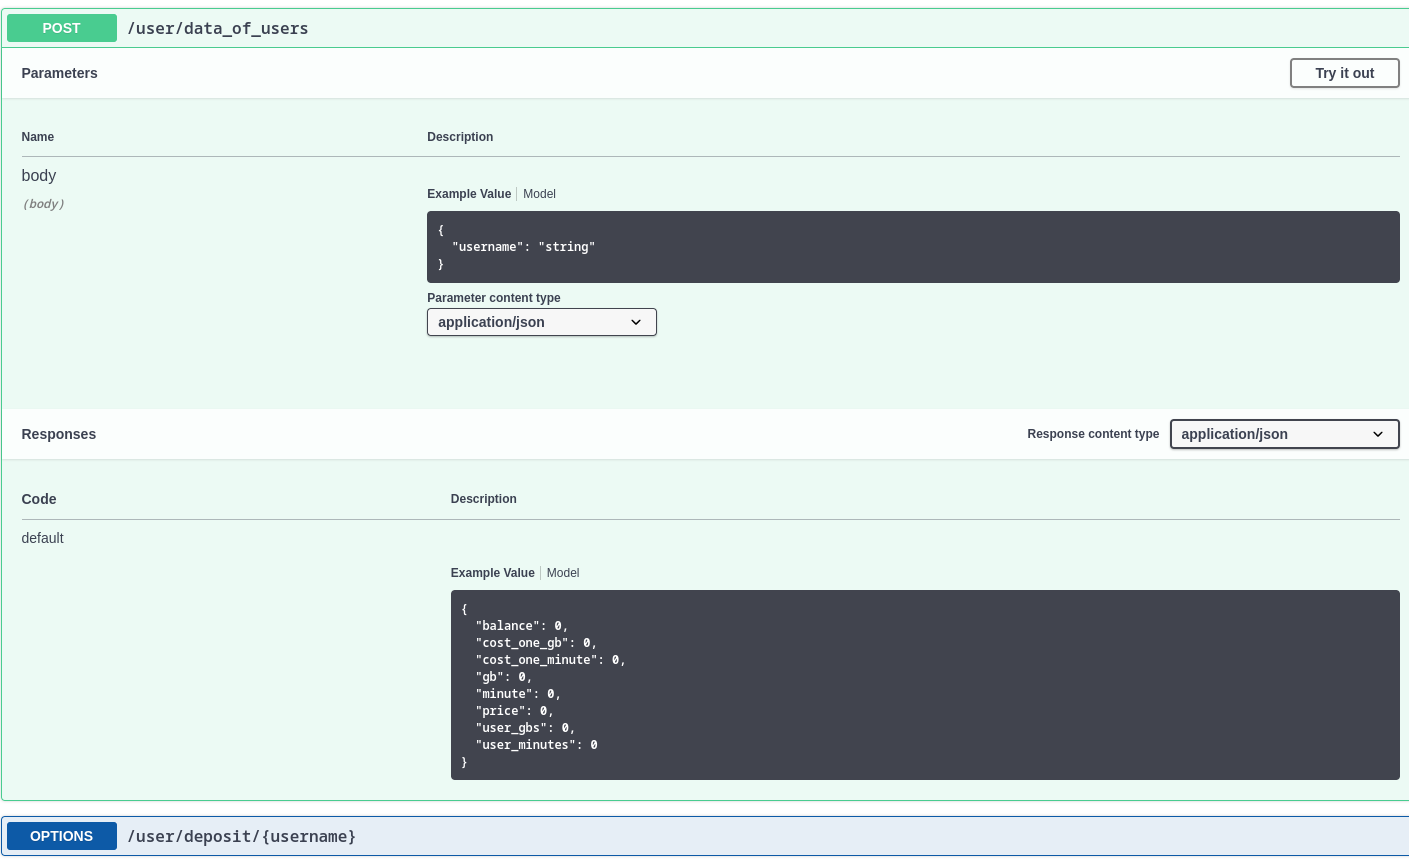 POST /user/data_of_users
Parameters
Try it out
Name Description
body
(body)
Example Value Model
{
  "username": "string"
}
Parameter content type
application/json
Responses
Response content type application/json
Code Description
default
Example Value Model
{
  "balance": 0,
  "cost_one_gb": 0,
  "cost_one_minute": 0,
  "gb": 0,
  "minute": 0,
  "price": 0,
  "user_gbs": 0,
  "user_minutes": 0
}
OPTIONS /user/deposit/{username}